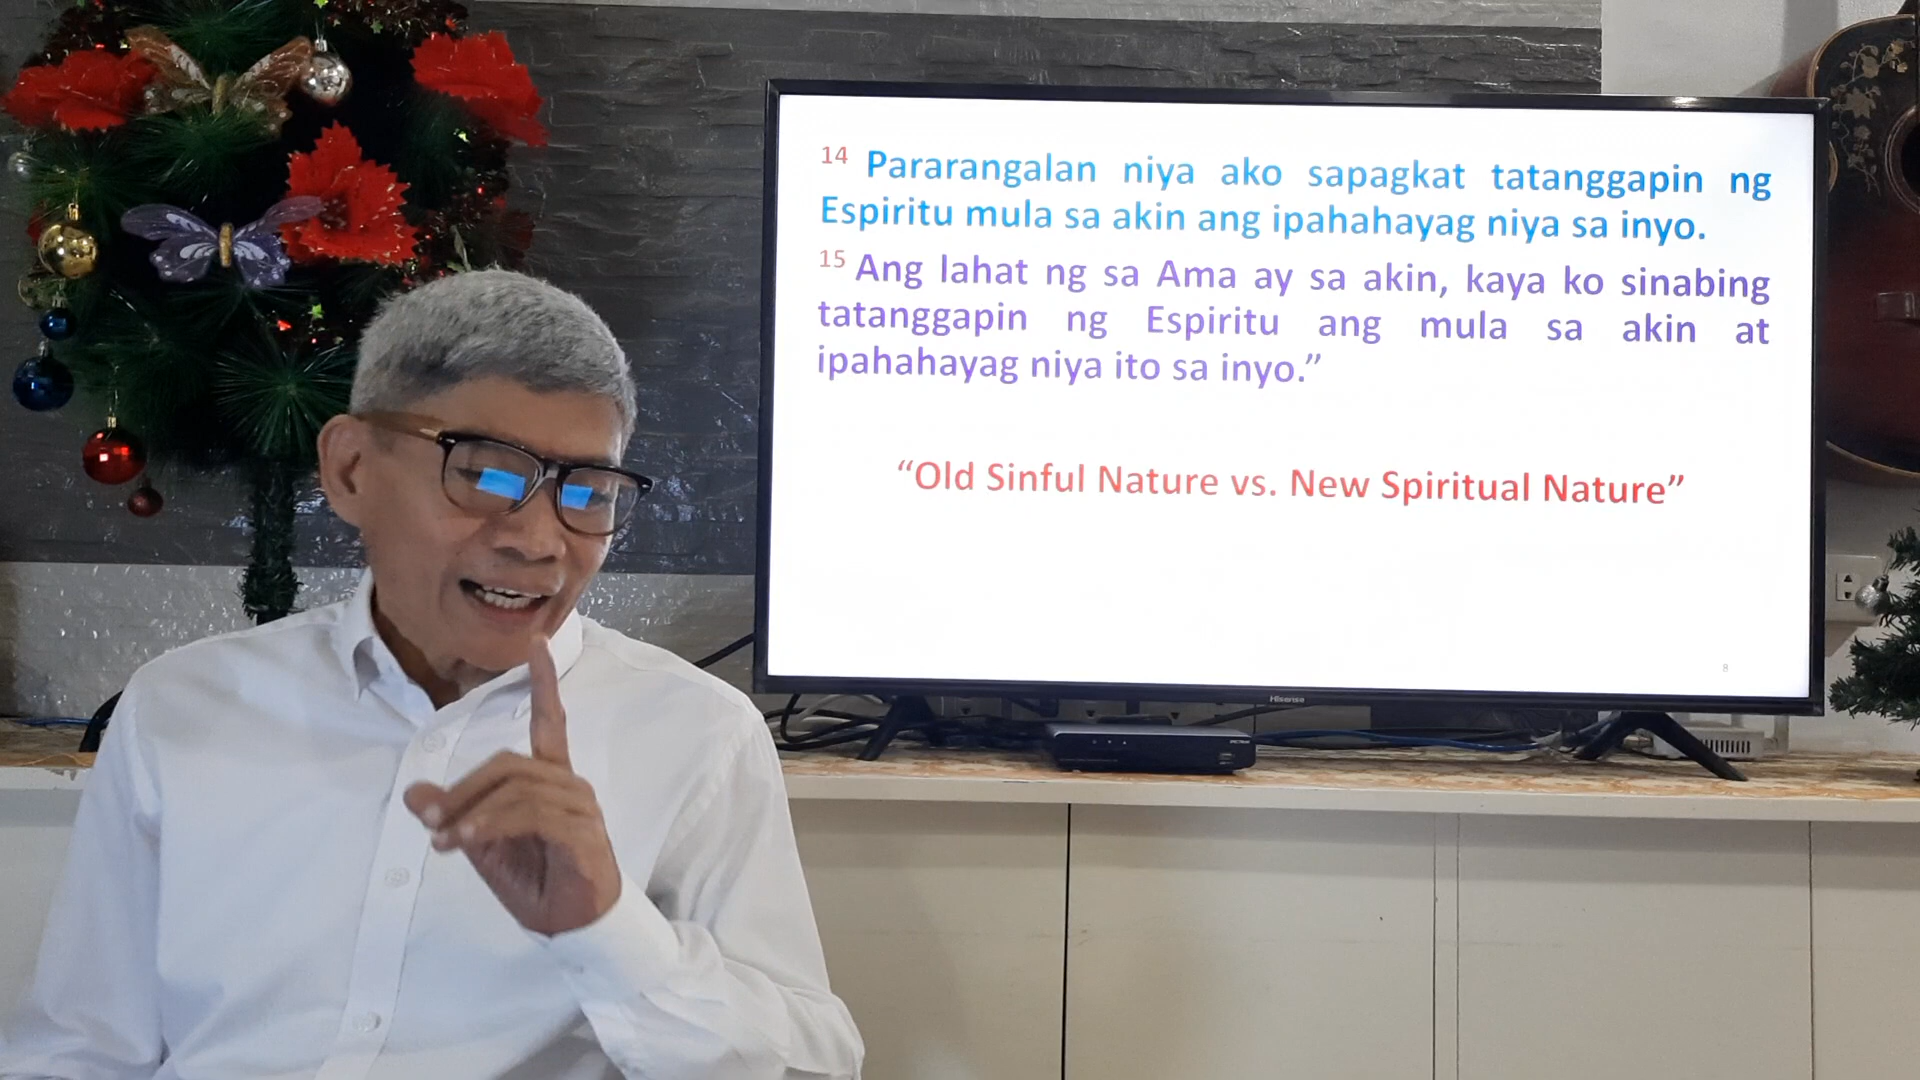 14 Pararangalan niya ako sapagkat tatanggapin ng
Espiritu mula sa akin ang ipahahayag niya sa inyo.
15 Ang lahat ng sa Ama ay sa akin, kaya ko sinabing
tatanggapin ng Espiritu ang mula sa akin at
ipahahayag niya ito sa inyo.”
“Old Sinful Nature vs. New Spiritual Nature”
8
Hisense